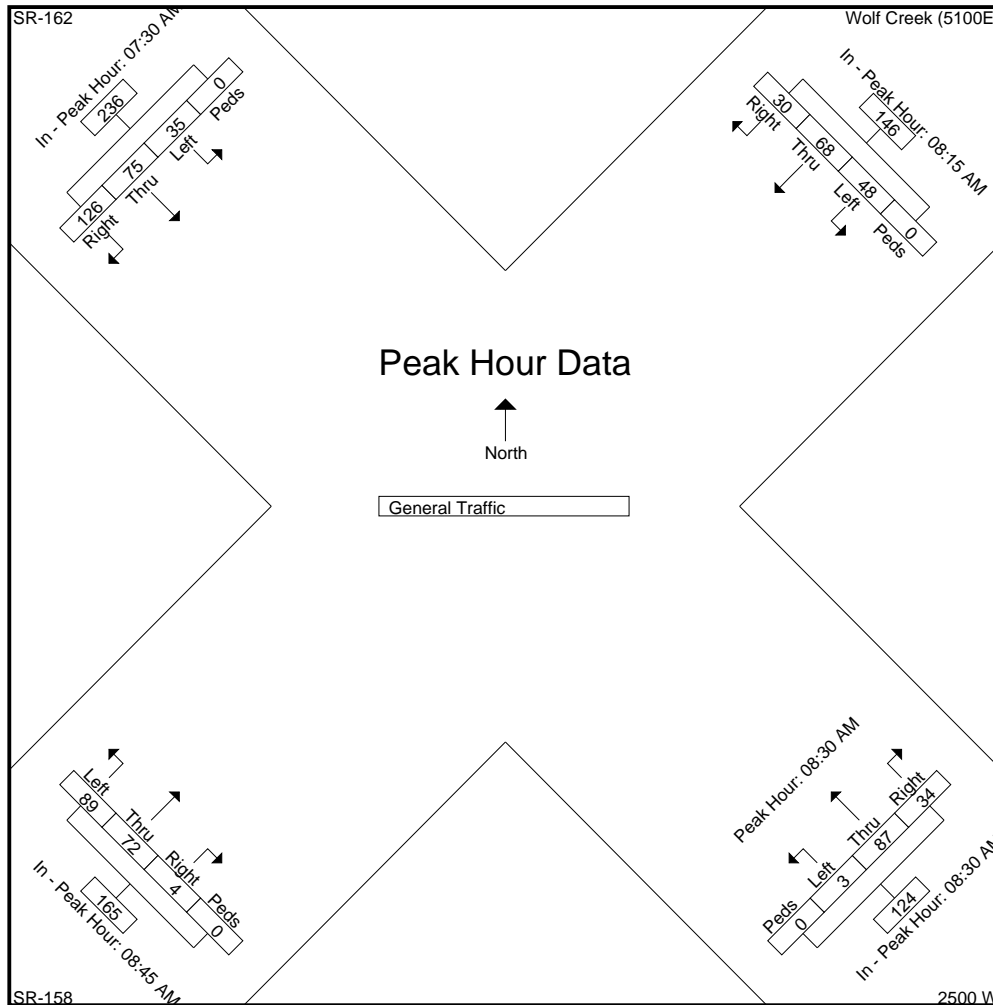 SR-162
Wolf Creek (5100E
In - Peak Hour: 07:30 AM
236
0
35
75
126
Peds
Left
Thru
Right
In - Peak Hour: 08:15 AM
146
30
68
48
0
Right
Thru
Left
Peds
Peak Hour Data
North
General Traffic
Left
Thru
Right
Peds
89
72
4
0
165
In - Peak Hour: 08:45 AM
SR-158
Peak Hour: 08:30 AM
Right
Thru
Left
Peds
34
87
3
0
124
In - Peak Hour: 08:30 AM
2500 W